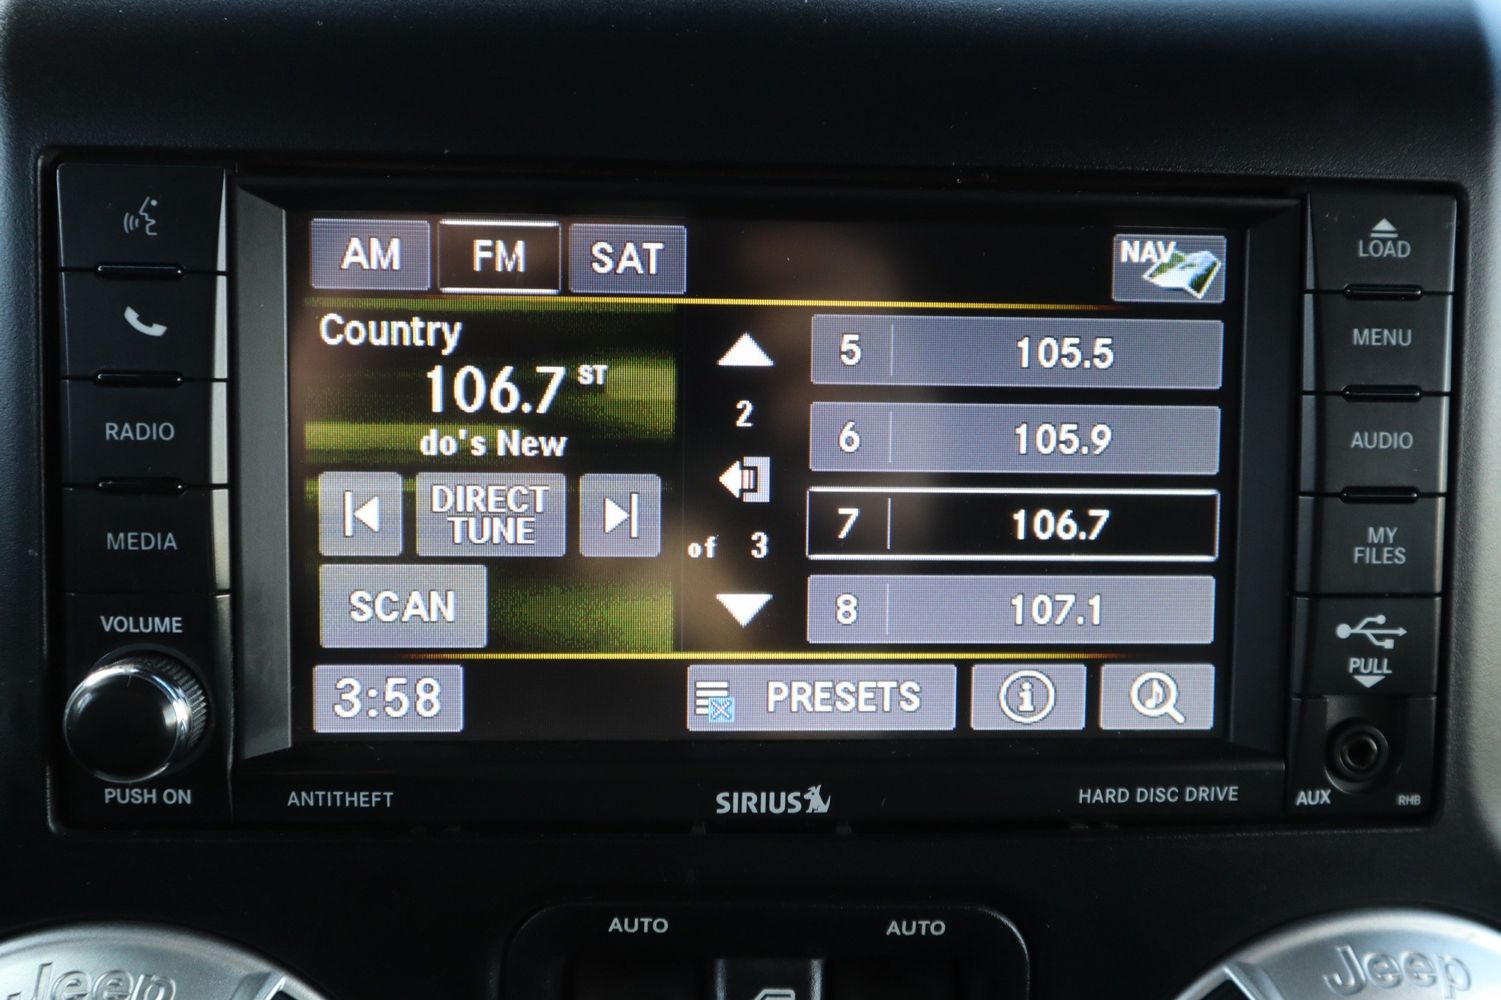 AM
FM
SAT
NAV
Country
106.7 ST
do's New
DIRECT
TUNE
SCAN
3:58
2
of 3
5 105.5
6 105.9
7 106.7
8 107.1
PRESETS
i
RADIO
MEDIA
VOLUME
PUSH ON
LOAD
MENU
AUDIO
MY
FILES
PULL
AUX
RHB
ANTITHEFT
SIRIUS
HARD DISC DRIVE
AUTO
AUTO
Jeep
Jeep